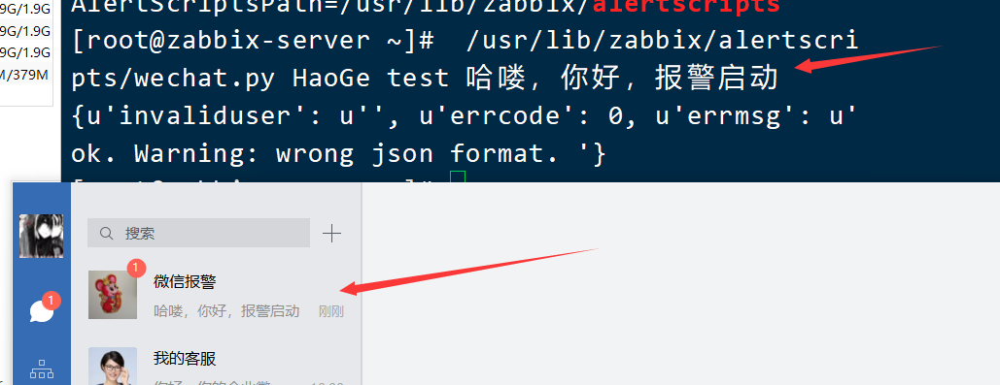 9G/1.9G
9G/1.9G
9G/1.9G
M/379M
AlertScriptsPath=/usr/lib/zabbix/alertscripts
[root@zabbix-server ~]#  /usr/lib/zabbix/alertscri
pts/wechat.py HaoGe test 哈喽，你好，报警启动
{u'invaliduser': u'', u'errcode': 0, u'errmsg': u'
ok. Warning: wrong json format. '}
搜索
1
微信报警
哈喽，你好，报警启动 刚刚
1
我的客服